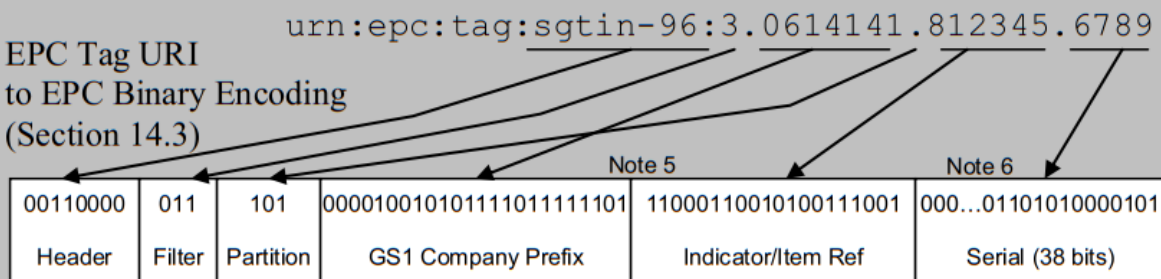 urn:epc:tag:sgtin-96:3.0614141.812345.6789
EPC Tag URI
to EPC Binary Encoding
(Section 14.3)
Note 5 Note 6
00110000 011 101 000010010101111011111101 11000110010100111001 000...01101010000101
Header Filter Partition GS1 Company Prefix Indicator/Item Ref Serial (38 bits)